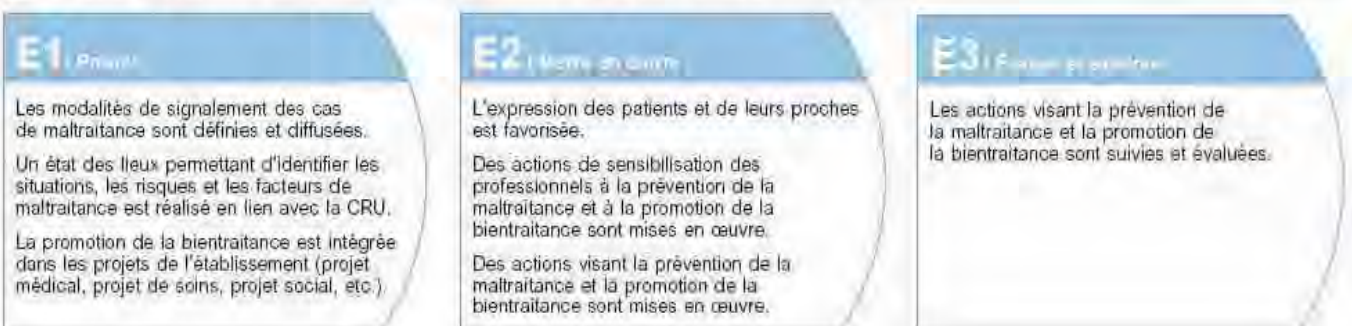 E1 / Prévoir
Les modalités de signalement des cas
de maltraitance sont définies et diffusées.
Un état des lieux permettant d'identifier les
situations, les risques et les facteurs de
maltraitance est réalisé en lien avec la CRU.
La promotion de la bientraitance est intégrée
dans les projets de l'établissement (projet
médical, projet de soins, projet social, etc.)
E2 / Mettre en œuvre
L'expression des patients et de leurs proches
est favorisée.
Des actions de sensibilisation des
professionnels à la prévention de la
maltraitance et à la promotion de la
bientraitance sont mises en œuvre.
Des actions visant la prévention de la
maltraitance et la promotion de la
bientraitance sont mises en œuvre.
E3 /
Les actions visant la prévention de
la maltraitance et la promotion de
la bientraitance sont suivies et évaluées.